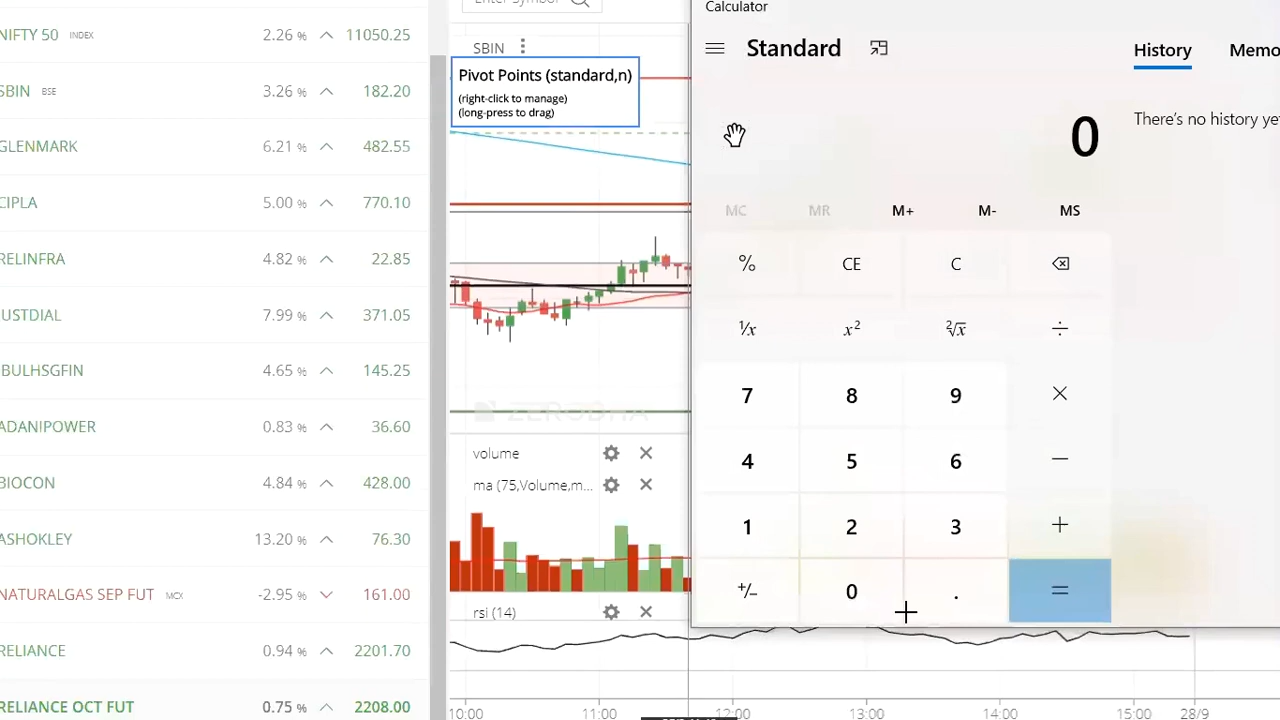 NIFTY 50 INDEX 2.26 % 11050.25
SBIN BSE 3.26 % 182.20
GLENMARK 6.21 % 482.55
CIPLA 5.00 % 770.10
RELINFRA 4.82 % 22.85
JUSTDIAL 7.99 % 371.05
IBULHSGFIN 4.65 % 145.25
ADANIPOWER 0.83 % 36.60
BIOCON 4.84 % 428.00
ASHOKLEY 13.20 % 76.30
NATURALGAS SEP FUT MCX -2.95 % 161.00
RELIANCE 0.94 % 2201.70
RELIANCE OCT FUT 0.75 % 2208.00
Enter Symbol
SBIN
Pivot Points (standard,n)
(right-click to manage)
(long-press to drag)
ZERODHA
volume
ma (75,Volume,m...
rsi (14)
10:00 11:00 12:00 13:00 14:00 15:00 28/9
Calculator
Standard
History Memo
There's no history ye
0
MC MR M+ M- MS
% CE C
¹/x x² ²√x ÷
7 8 9 ×
4 5 6 −
1 2 3 +
+/− 0 . =